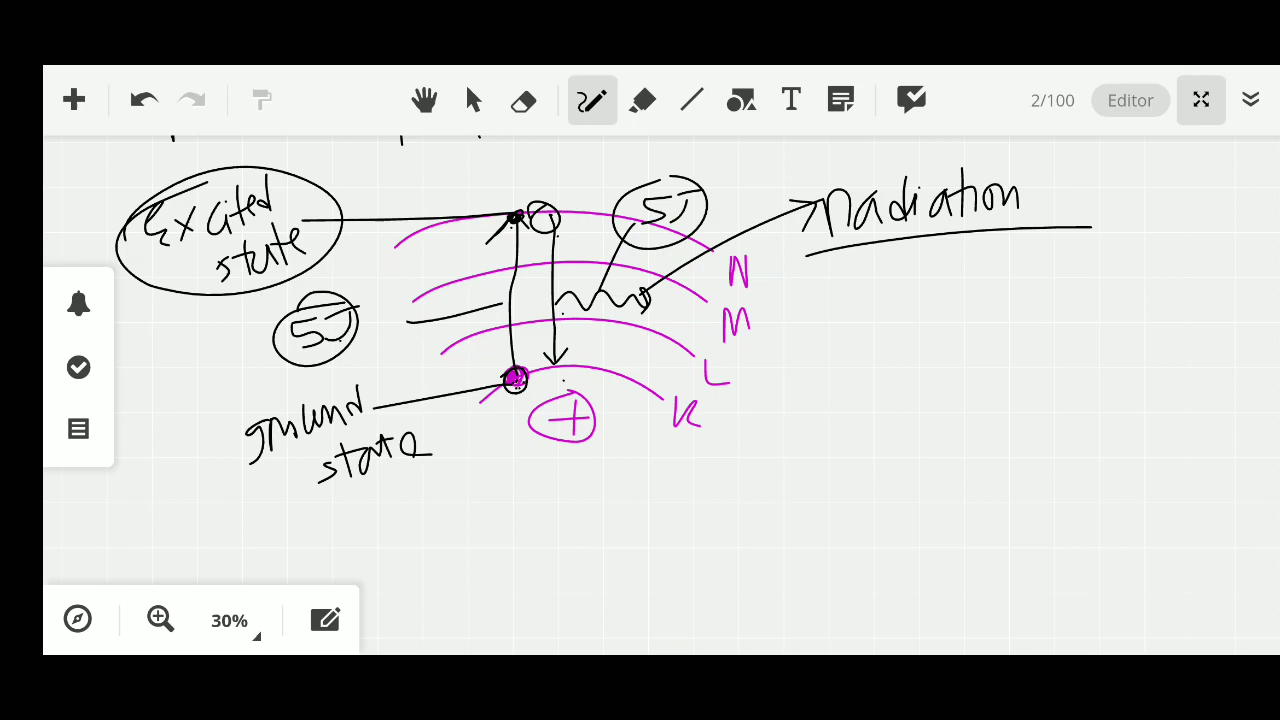 2/100
Editor
Excited
state
5J
radiation
N
5J
M
L
K
ground
state
+
30%